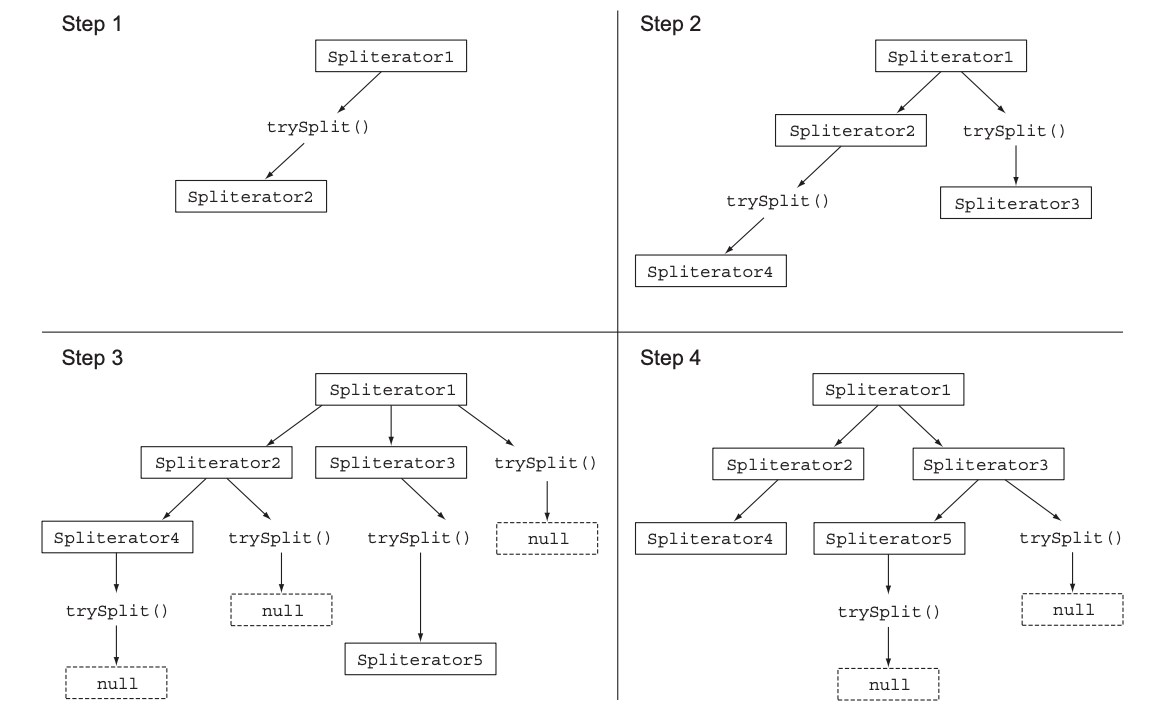 Step 1
Spliterator1
trySplit()
Spliterator2
Step 2
Spliterator1
Spliterator2
trySplit()
trySplit()
Spliterator3
Spliterator4
Step 3
Spliterator1
Spliterator2
Spliterator3
trySplit()
Spliterator4
trySplit()
trySplit()
null
trySplit()
null
Spliterator5
null
Step 4
Spliterator1
Spliterator2
Spliterator3
Spliterator4
Spliterator5
trySplit()
trySplit()
null
null